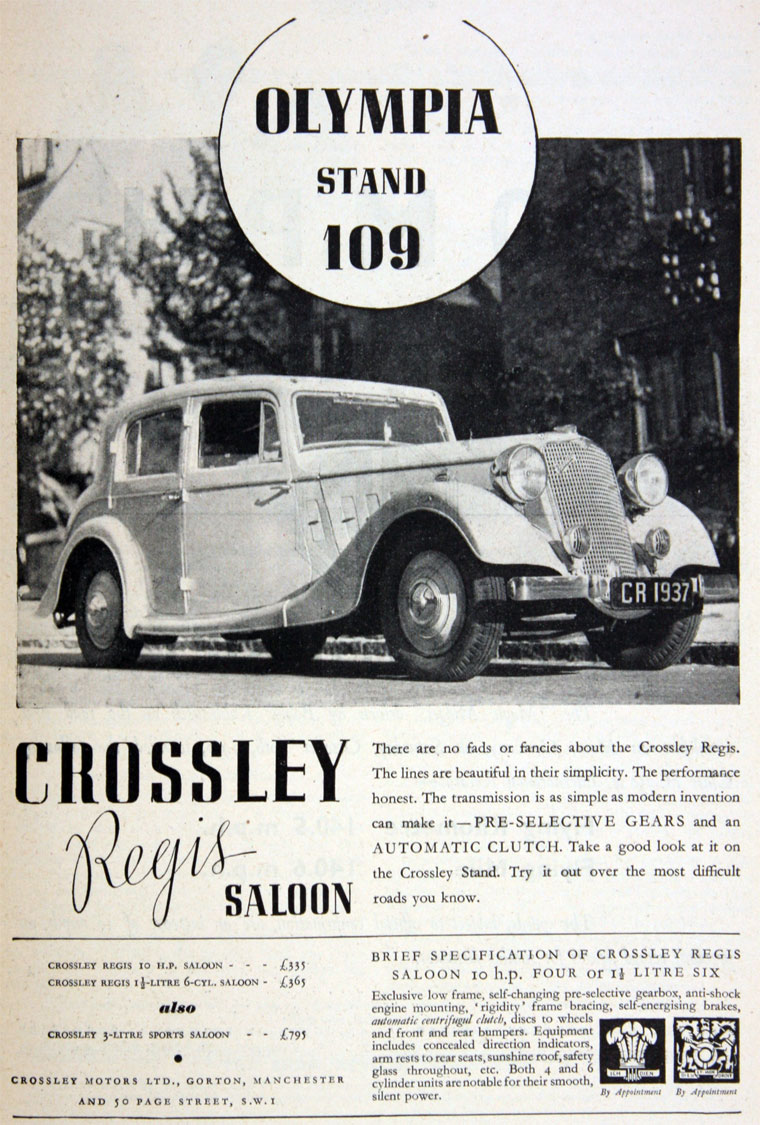 OLYMPIA
STAND
109
CR 1937
CROSSLEY
Regis
SALOON
There are no fads or fancies about the Crossley Regis.
The lines are beautiful in their simplicity. The performance
honest. The transmission is as simple as modern invention
can make it—PRE-SELECTIVE GEARS and an
AUTOMATIC CLUTCH. Take a good look at it on
the Crossley Stand. Try it out over the most difficult
roads you know.
CROSSLEY REGIS 10 H.P. SALOON - - - £335
CROSSLEY REGIS 1½-LITRE 6-CYL. SALOON - £365
also
CROSSLEY 3-LITRE SPORTS SALOON - - £795
CROSSLEY MOTORS LTD., GORTON, MANCHESTER
AND 50 PAGE STREET, S.W.1
BRIEF SPECIFICATION OF CROSSLEY REGIS
SALOON 10 h.p. FOUR or 1½ LITRE SIX
Exclusive low frame, self-changing pre-selective gearbox, anti-shock
engine mounting, 'rigidity' frame bracing, self-energising brakes,
automatic centrifugal clutch, discs to wheels
and front and rear bumpers. Equipment
includes concealed direction indicators,
arm rests to rear seats, sunshine roof, safety
glass throughout, etc. Both 4 and 6
cylinder units are notable for their smooth,
silent power.
By Appointment
By Appointment